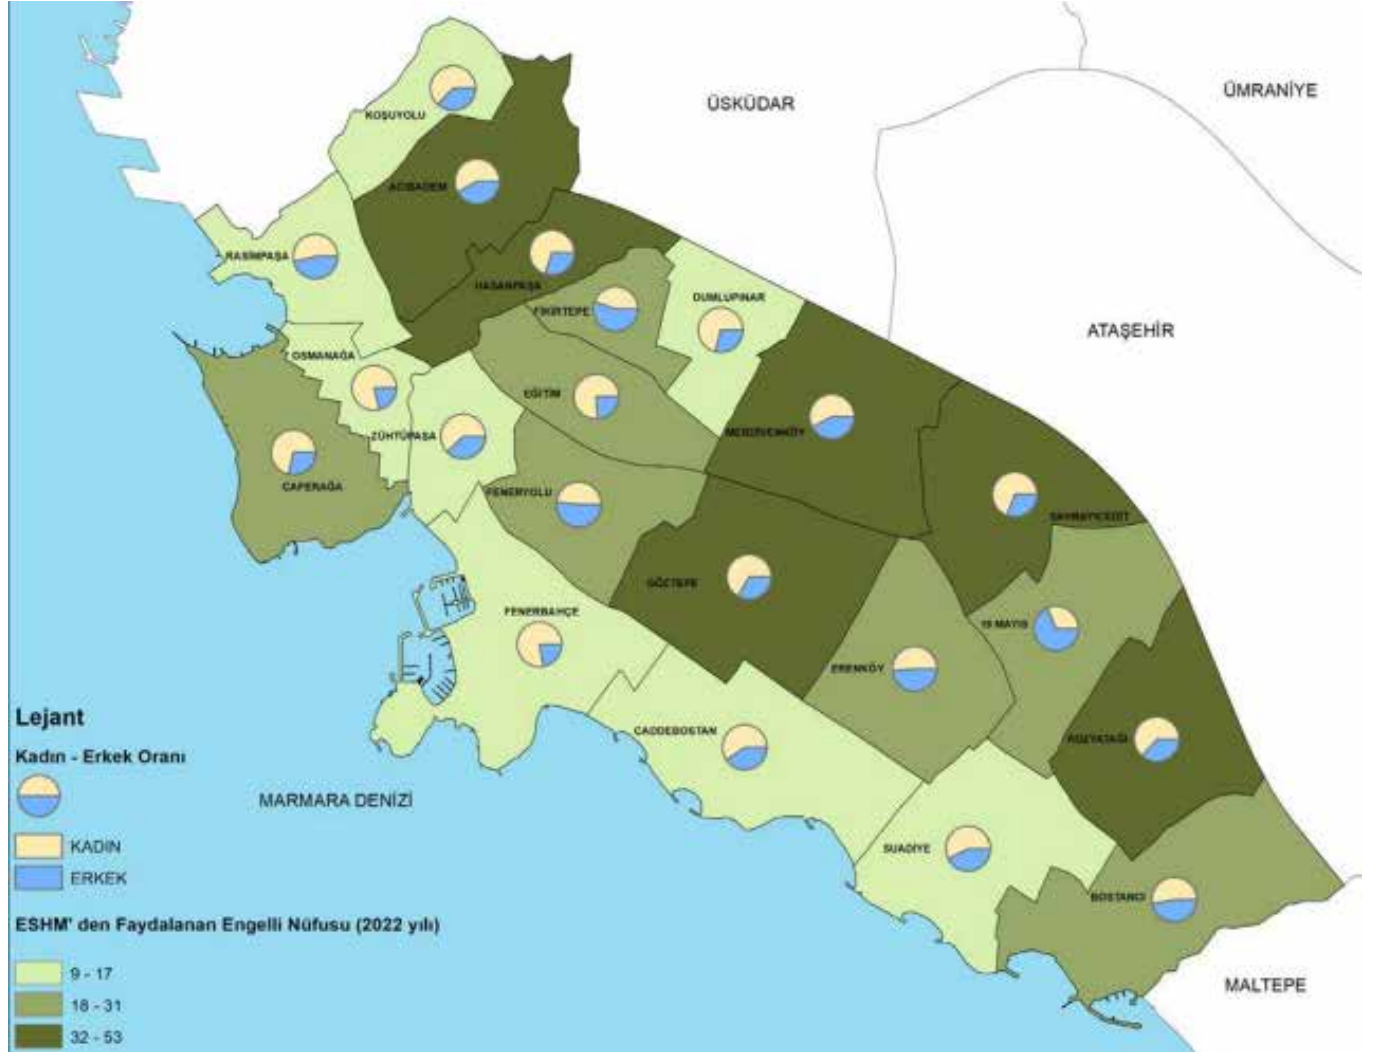 ÜSKÜDAR
ÜMRANİYE
KOŞUYOLU
ACIBADEM
RASİMPAŞA
HASANPAŞA
FİKİRTEPE
DUMLUPINAR
ATAŞEHİR
OSMANAĞA
EĞİTİM
ZÜHTÜPAŞA
MERDİVENKÖY
CAFERAĞA
FENERYOLU
SAHRAYICEDİT
GÖZTEPE
FENERBAHÇE
19 MAYIS
ERENKÖY
CADDEBOSTAN
KOZYATAĞI
SUADİYE
BOSTANCI
MARMARA DENİZİ
MALTEPE
Lejant
Kadın - Erkek Oranı
KADIN
ERKEK
ESHM' den Faydalanan Engelli Nüfusu (2022 yılı)
9 - 17
18 - 31
32 - 53